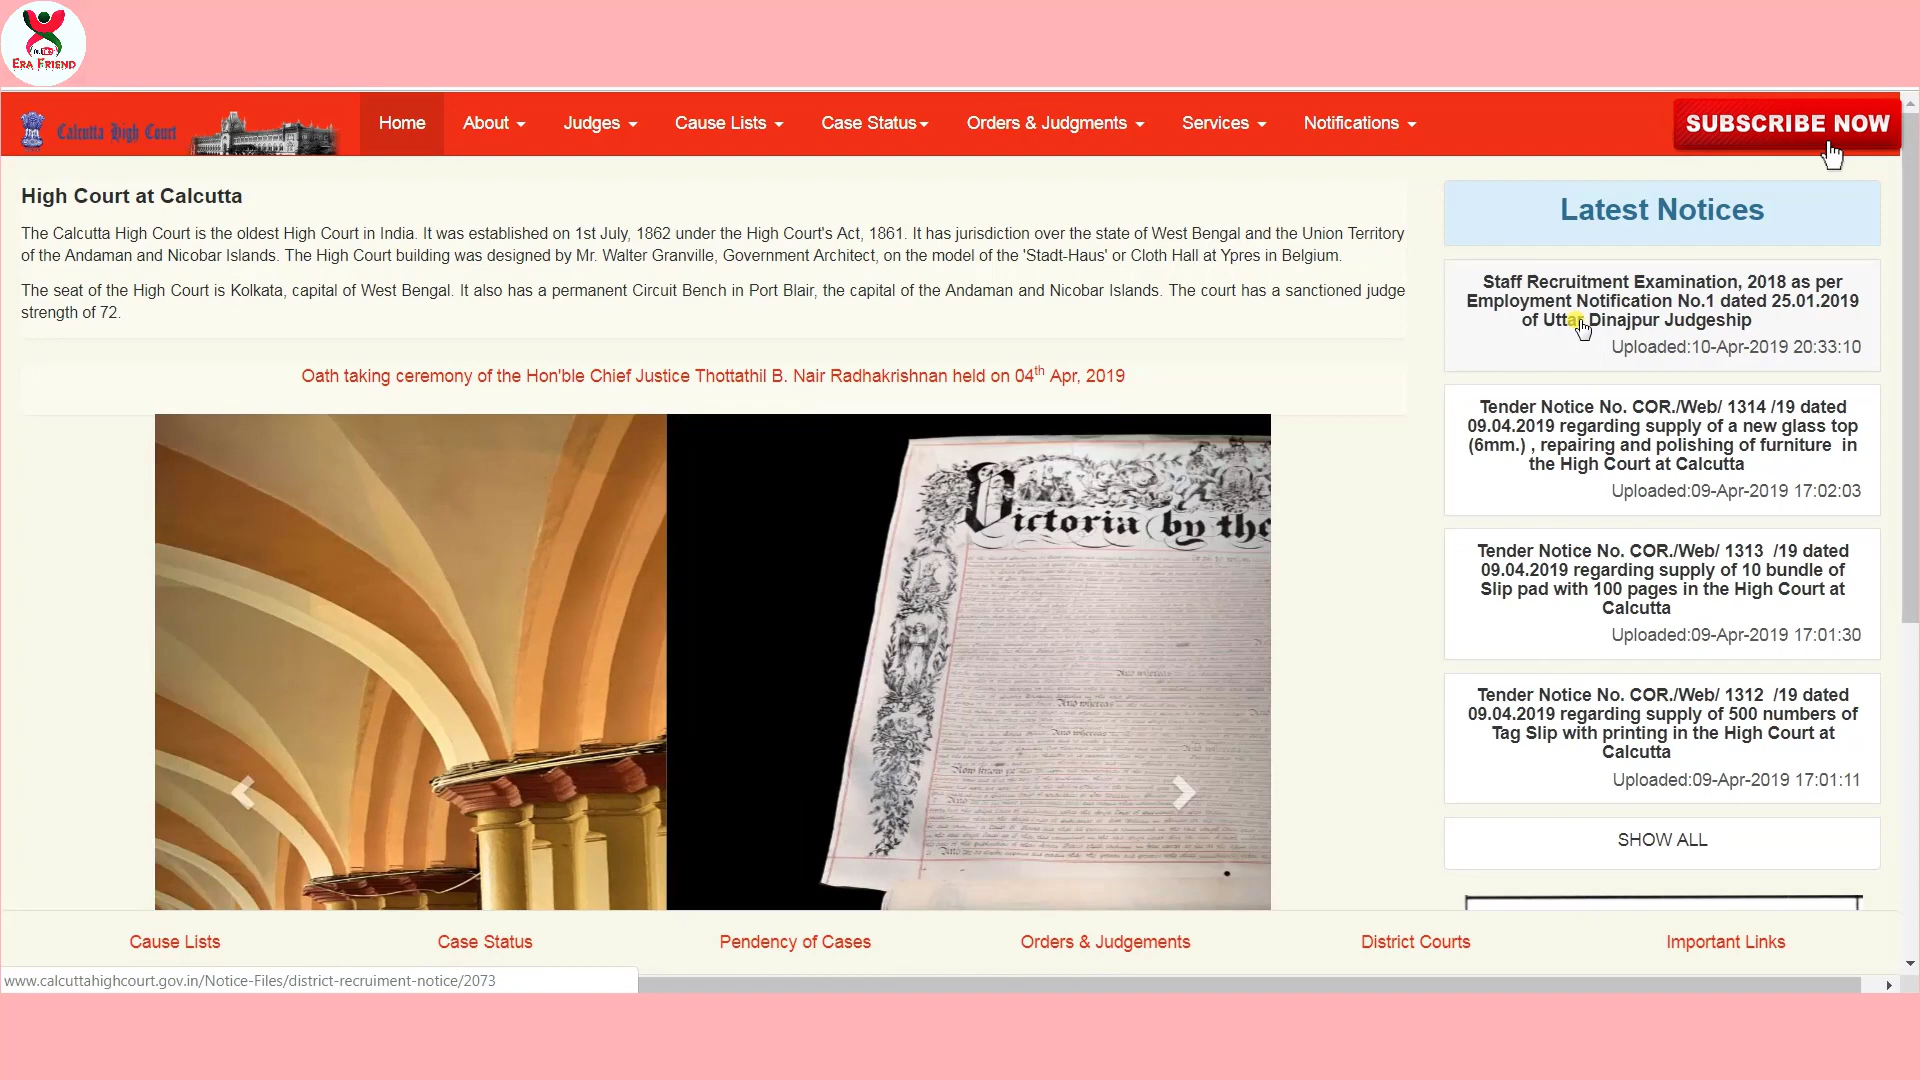 ERA FRIEND
Calcutta High Court
Home
About
Judges
Cause Lists
Case Status
Orders & Judgments
Services
Notifications
SUBSCRIBE NOW
High Court at Calcutta
The Calcutta High Court is the oldest High Court in India. It was established on 1st July, 1862 under the High Court's Act, 1861. It has jurisdiction over the state of West Bengal and the Union Territory
of the Andaman and Nicobar Islands. The High Court building was designed by Mr. Walter Granville, Government Architect, on the model of the 'Stadt-Haus' or Cloth Hall at Ypres in Belgium.
The seat of the High Court is Kolkata, capital of West Bengal. It also has a permanent Circuit Bench in Port Blair, the capital of the Andaman and Nicobar Islands. The court has a sanctioned judge
strength of 72.
Oath taking ceremony of the Hon'ble Chief Justice Thottathil B. Nair Radhakrishnan held on 04th Apr, 2019
Victoria by the
Latest Notices
Staff Recruitment Examination, 2018 as per
Employment Notification No.1 dated 25.01.2019
of Uttar Dinajpur Judgeship
Uploaded:10-Apr-2019 20:33:10
Tender Notice No. COR./Web/ 1314 /19 dated
09.04.2019 regarding supply of a new glass top
(6mm.) , repairing and polishing of furniture in
the High Court at Calcutta
Uploaded:09-Apr-2019 17:02:03
Tender Notice No. COR./Web/ 1313 /19 dated
09.04.2019 regarding supply of 10 bundle of
Slip pad with 100 pages in the High Court at
Calcutta
Uploaded:09-Apr-2019 17:01:30
Tender Notice No. COR./Web/ 1312 /19 dated
09.04.2019 regarding supply of 500 numbers of
Tag Slip with printing in the High Court at
Calcutta
Uploaded:09-Apr-2019 17:01:11
SHOW ALL
Cause Lists
Case Status
Pendency of Cases
Orders & Judgements
District Courts
Important Links
www.calcuttahighcourt.gov.in/Notice-Files/district-recruiment-notice/2073